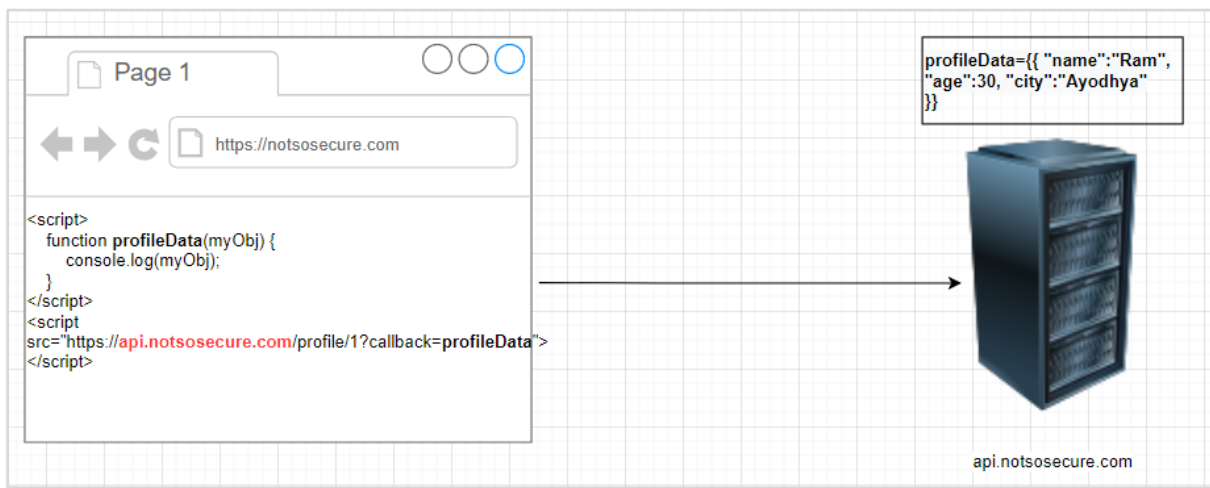 Page 1
https://notsosecure.com
<script>
function profileData(myObj) {
console.log(myObj);
}
</script>
<script
src="https://api.notsosecure.com/profile/1?callback=profileData">
</script>
profileData={{ "name":"Ram",
"age":30, "city":"Ayodhya"
}}
api.notsosecure.com